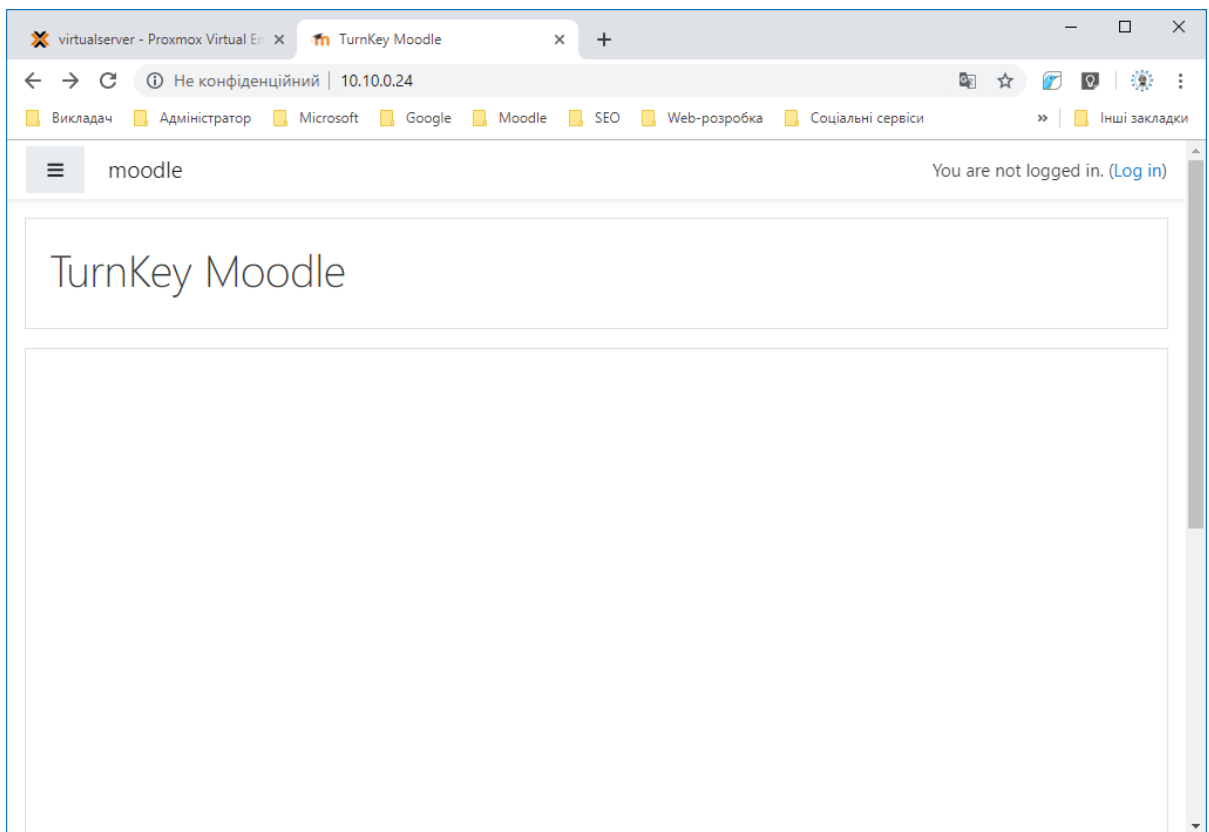 virtualserver - Proxmox Virtual En
TurnKey Moodle
Не конфіденційний
10.10.0.24
Викладач
Адміністратор
Microsoft
Google
Moodle
SEO
Web-розробка
Соціальні сервіси
»
Інші закладки
moodle
You are not logged in. (Log in)
TurnKey Moodle